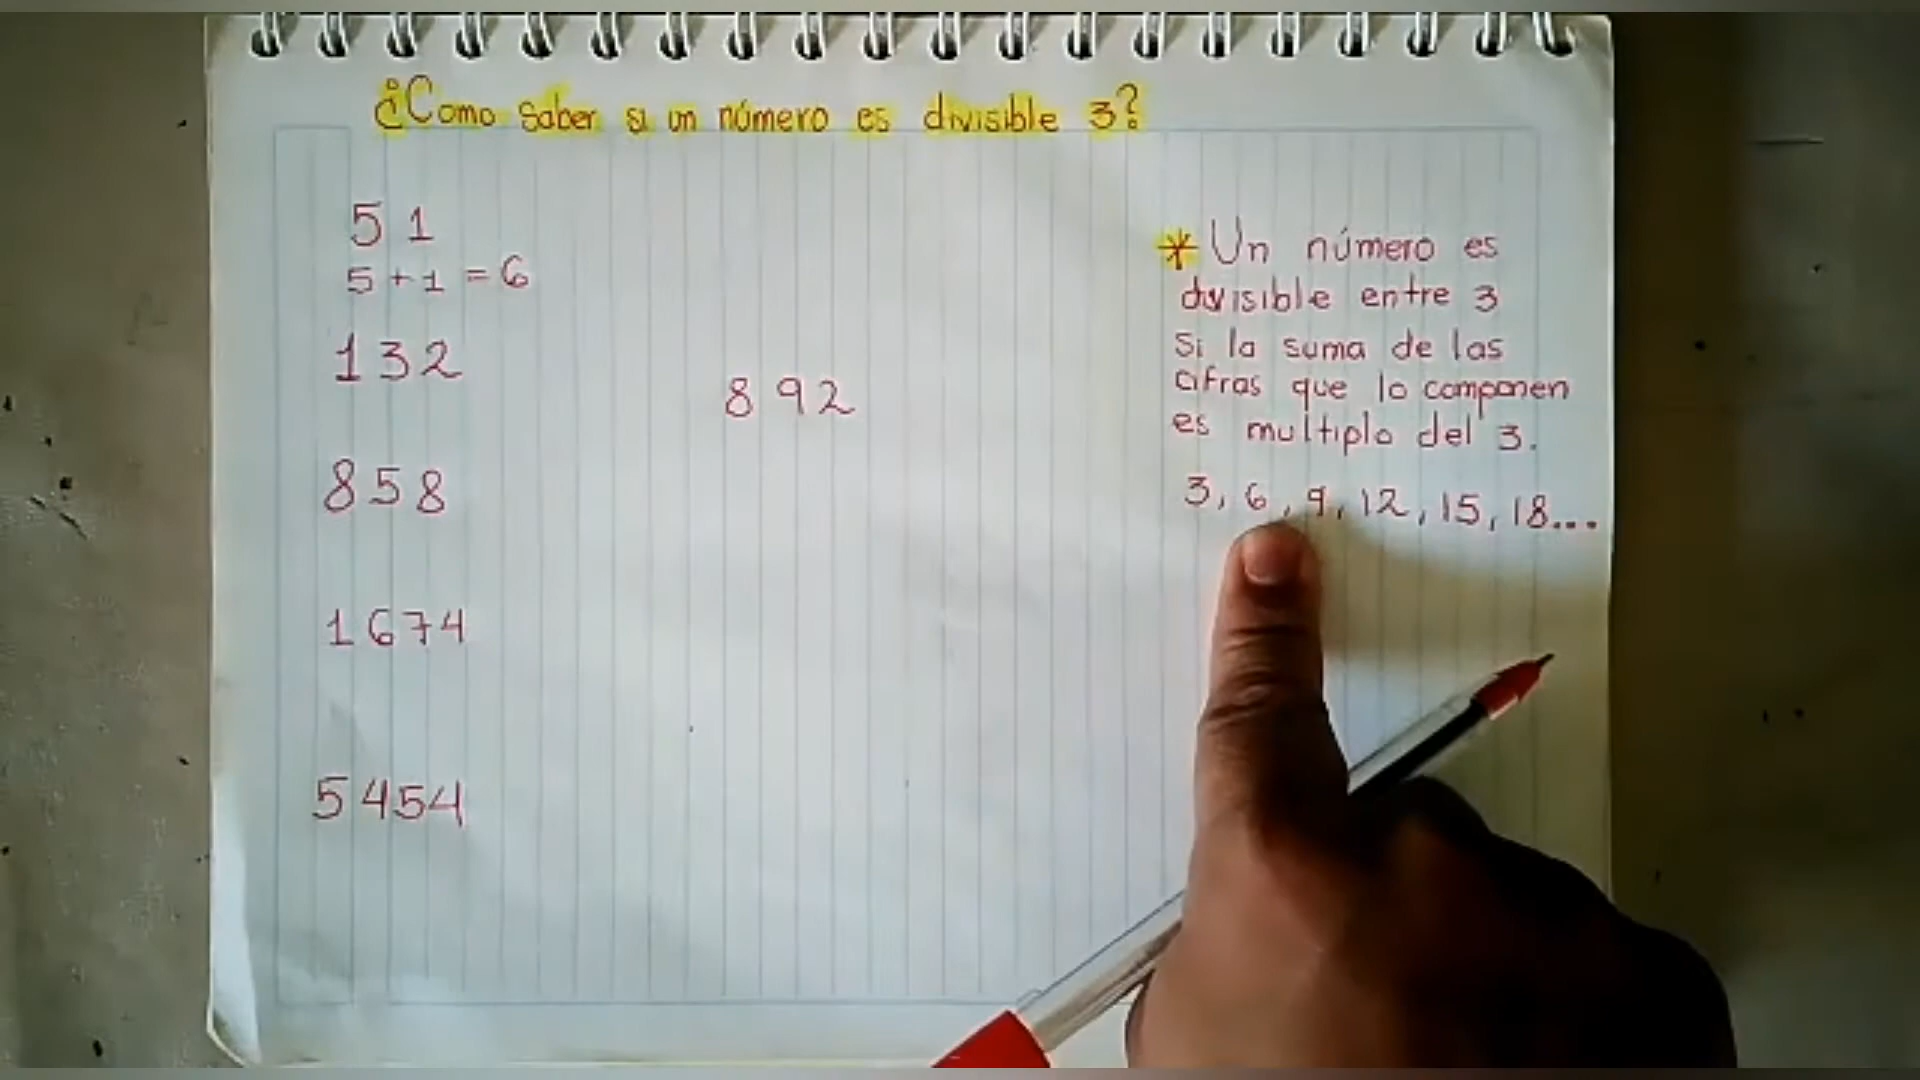 ¿Como saber si un número es divisible 3?
51
5+1=6
132
858
1674
5454
892
* Un número es
divisible entre 3
si la suma de las
cifras que lo componen
es multiplo del 3.
3, 6, 9, 12, 15, 18...